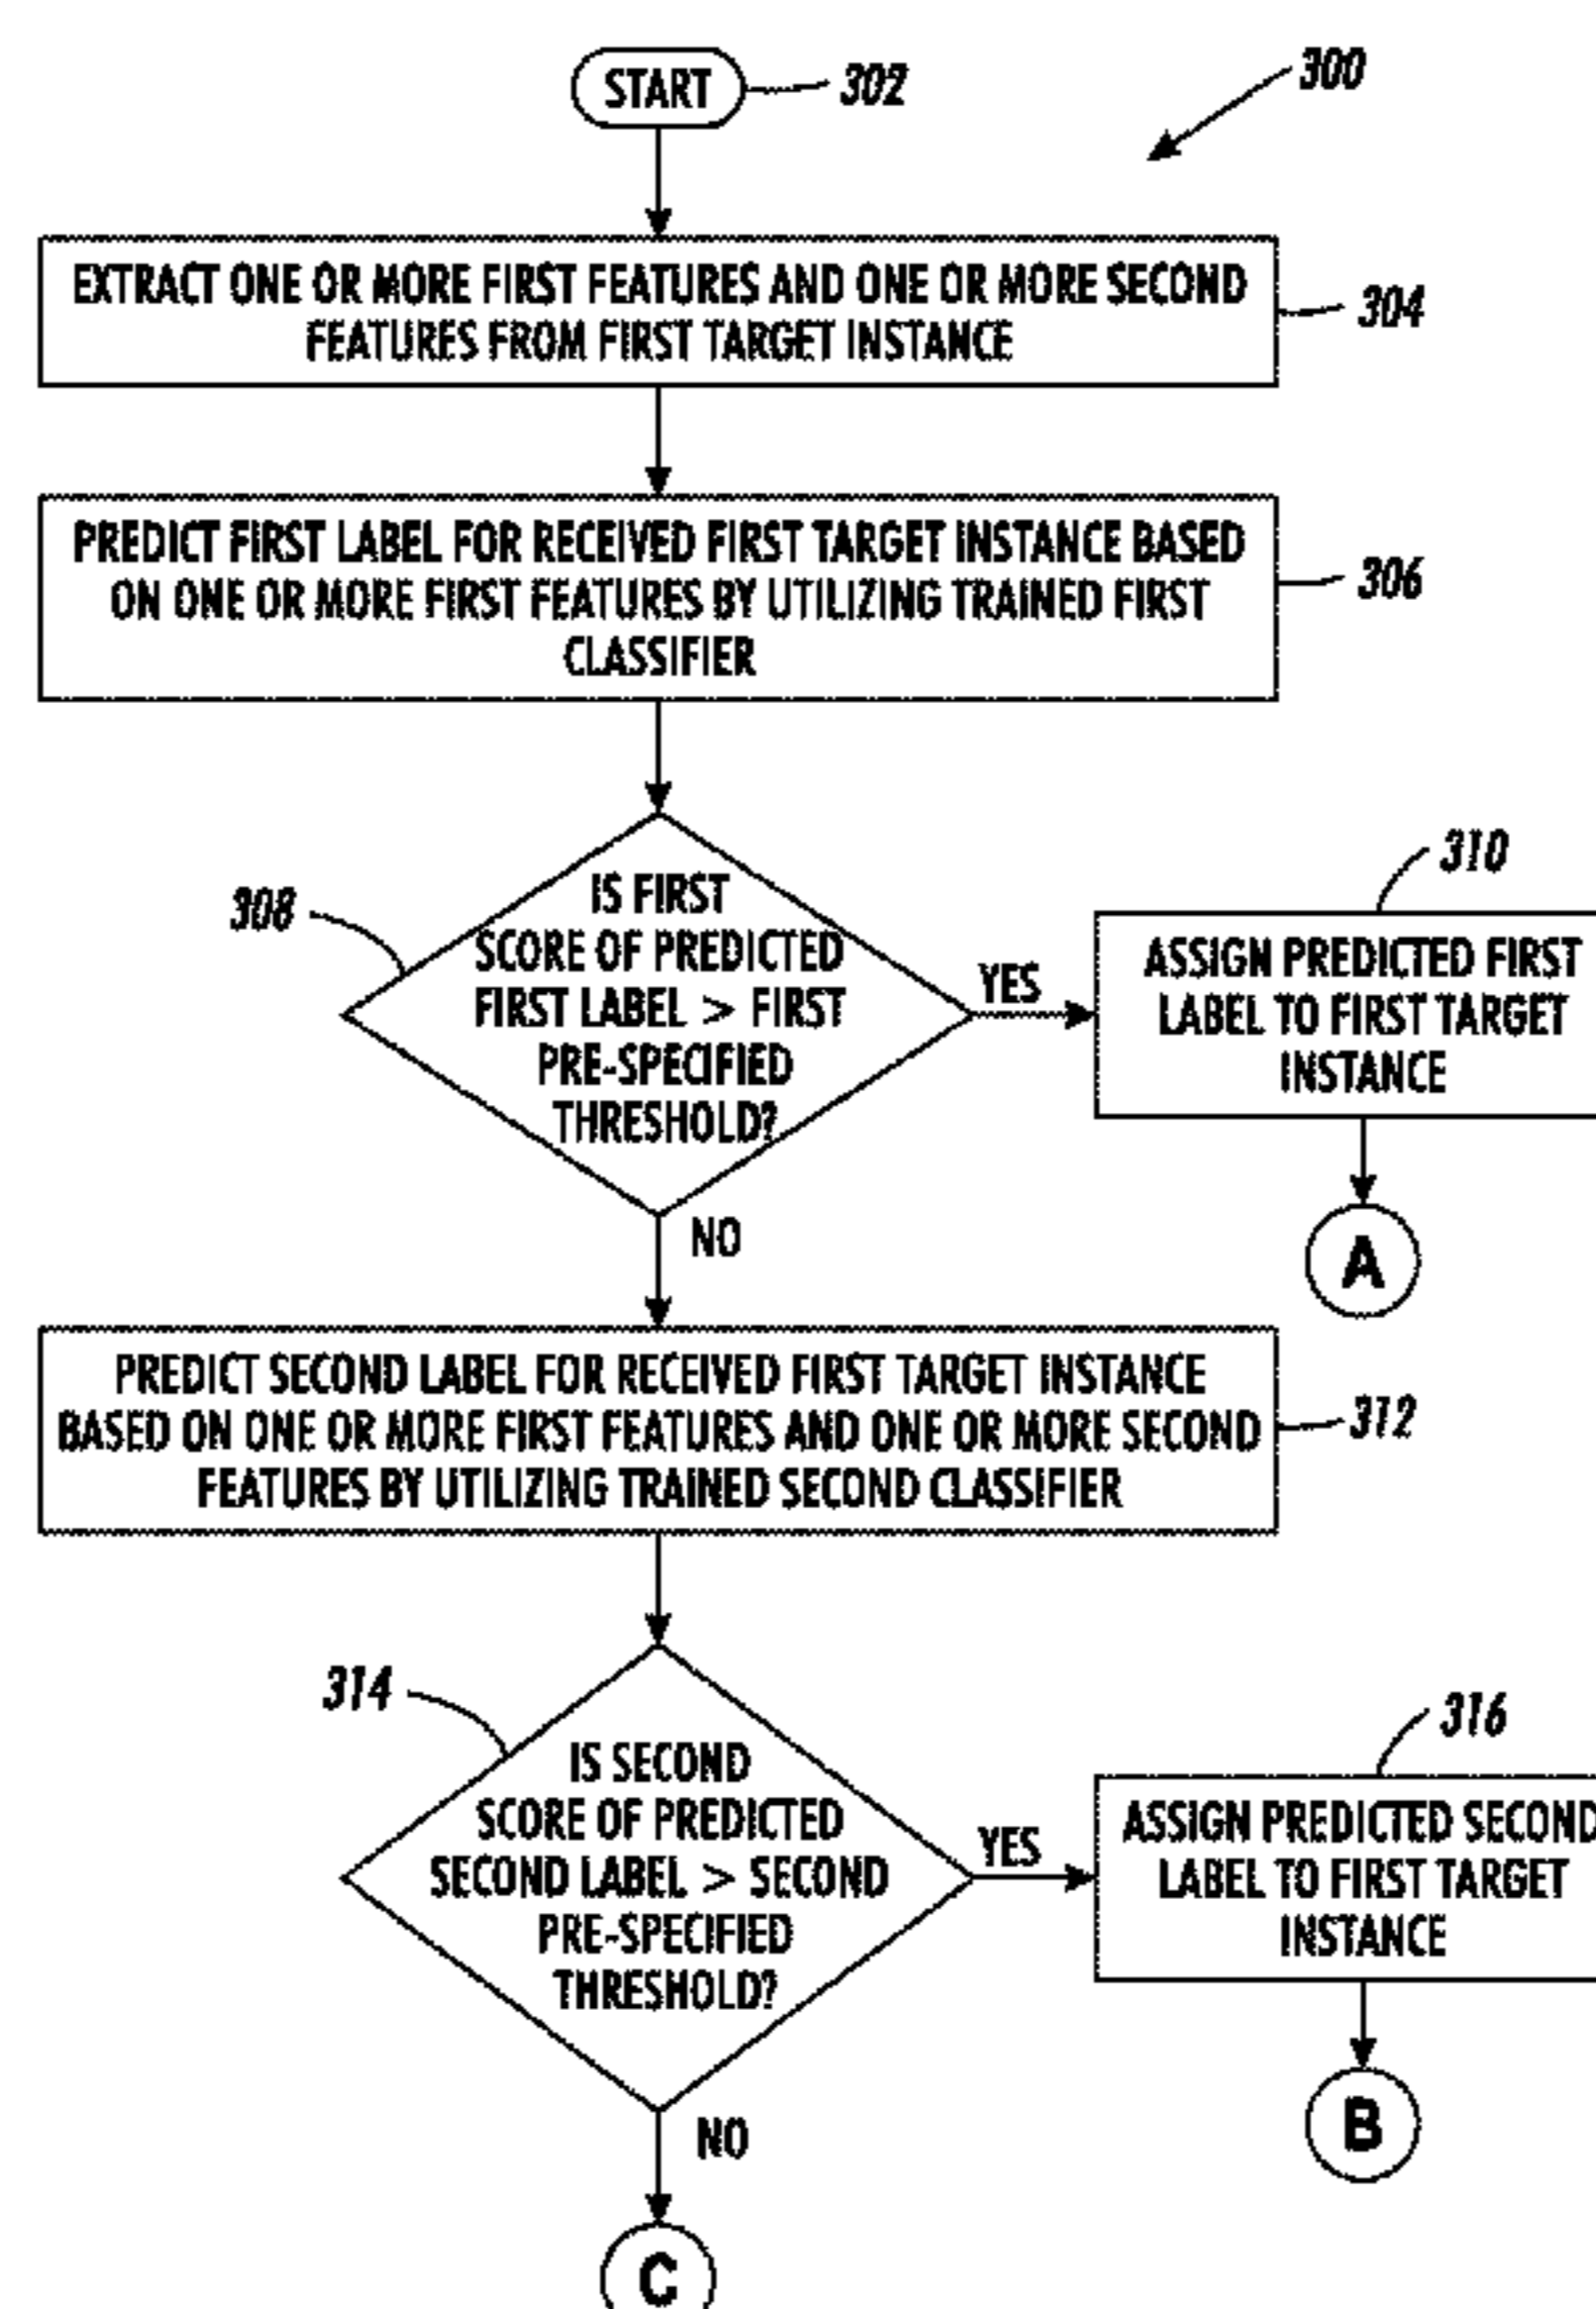 START
302
300
EXTRACT ONE OR MORE FIRST FEATURES AND ONE OR MORE SECOND
FEATURES FROM FIRST TARGET INSTANCE
304
PREDICT FIRST LABEL FOR RECEIVED FIRST TARGET INSTANCE BASED
ON ONE OR MORE FIRST FEATURES BY UTILIZING TRAINED FIRST
CLASSIFIER
306
308
IS FIRST
SCORE OF PREDICTED
FIRST LABEL > FIRST
PRE-SPECIFIED
THRESHOLD?
YES
310
ASSIGN PREDICTED FIRST
LABEL TO FIRST TARGET
INSTANCE
A
NO
PREDICT SECOND LABEL FOR RECEIVED FIRST TARGET INSTANCE
BASED ON ONE OR MORE FIRST FEATURES AND ONE OR MORE SECOND
FEATURES BY UTILIZING TRAINED SECOND CLASSIFIER
312
314
IS SECOND
SCORE OF PREDICTED
SECOND LABEL > SECOND
PRE-SPECIFIED
THRESHOLD?
YES
316
ASSIGN PREDICTED SECOND
LABEL TO FIRST TARGET
INSTANCE
B
NO
C